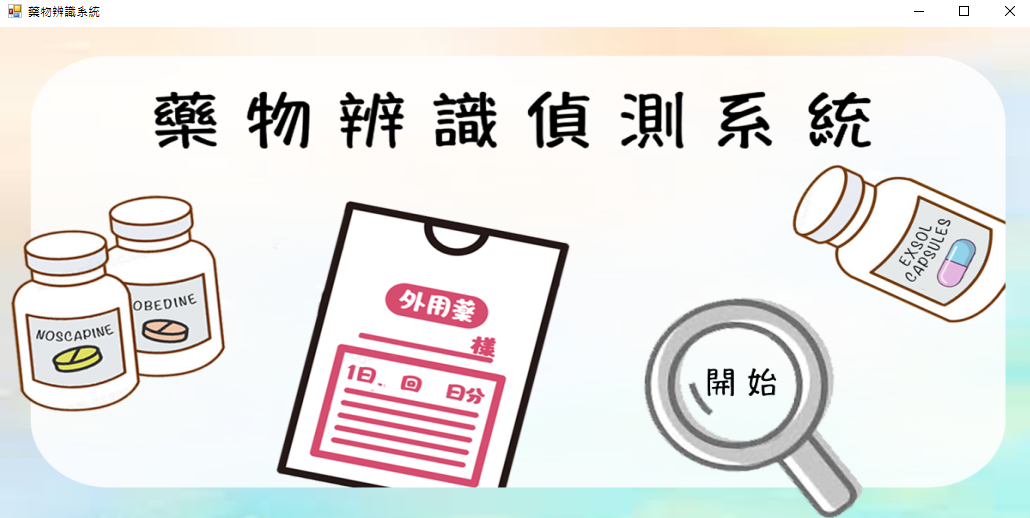 藥物辨識系統
藥物辨識偵測系統
NOSCAPINE
OBEDINE
外用薬
様
1日 回 日分
EXSOL
CAPSULES
開始